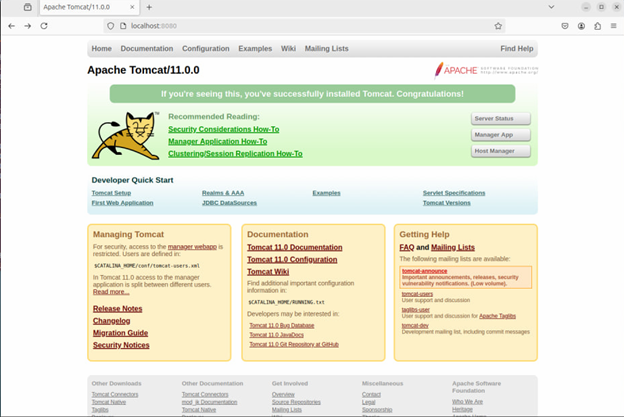 Apache Tomcat/11.0.0
localhost:8080
Home Documentation Configuration Examples Wiki Mailing Lists Find Help
Apache Tomcat/11.0.0
APACHE
SOFTWARE FOUNDATION
http://www.apache.org/
If you're seeing this, you've successfully installed Tomcat. Congratulations!
TM
Recommended Reading:
Security Considerations How-To
Manager Application How-To
Clustering/Session Replication How-To
Server Status
Manager App
Host Manager
Developer Quick Start
Tomcat Setup
First Web Application
Realms & AAA
JDBC DataSources
Examples
Servlet Specifications
Tomcat Versions
Managing Tomcat
For security, access to the manager webapp is
restricted. Users are defined in:
$CATALINA_HOME/conf/tomcat-users.xml
In Tomcat 11.0 access to the manager
application is split between different users.
Read more...
Release Notes
Changelog
Migration Guide
Security Notices
Documentation
Tomcat 11.0 Documentation
Tomcat 11.0 Configuration
Tomcat Wiki
Find additional important configuration
information in:
$CATALINA_HOME/RUNNING.txt
Developers may be interested in:
Tomcat 11.0 Bug Database
Tomcat 11.0 JavaDocs
Tomcat 11.0 Git Repository at GitHub
Getting Help
FAQ and Mailing Lists
The following mailing lists are available:
tomcat-announce
Important announcements, releases, security
vulnerability notifications. (Low volume).
tomcat-users
User support and discussion
taglibs-user
User support and discussion for Apache Taglibs
tomcat-dev
Development mailing list, including commit messages
Other Downloads
Tomcat Connectors
Tomcat Native
Taglibs
Other Documentation
Tomcat Connectors
mod_jk Documentation
Tomcat Native
Get Involved
Overview
Source Repositories
Mailing Lists
Miscellaneous
Contact
Legal
Sponsorship
Apache Software
Foundation
Who We Are
Heritage